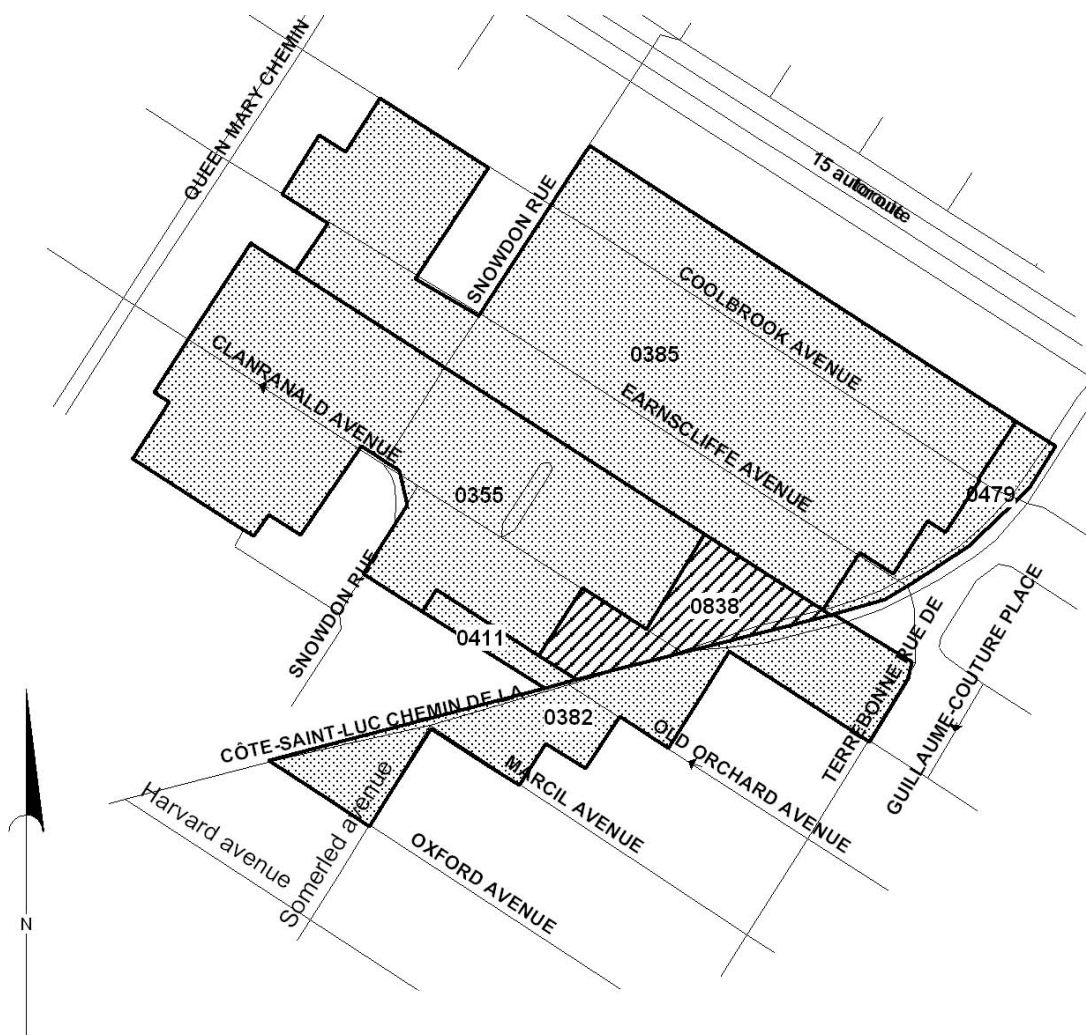 QUEEN MARY CHEMIN
15 autoroute
SNOWDON RUE
COOLBROOK AVENUE
0385
CLANRANALD AVENUE
EARNSCLIFFE AVENUE
0479
0355
0838
SNOWDON RUE
0411
GUILLAUME-COUTURE PLACE
TERREBONNE RUE DE
CÔTE-SAINT-LUC CHEMIN DE LA
0382
OLD ORCHARD AVENUE
MARCIL AVENUE
Harvard avenue
Somerled avenue
OXFORD AVENUE
N